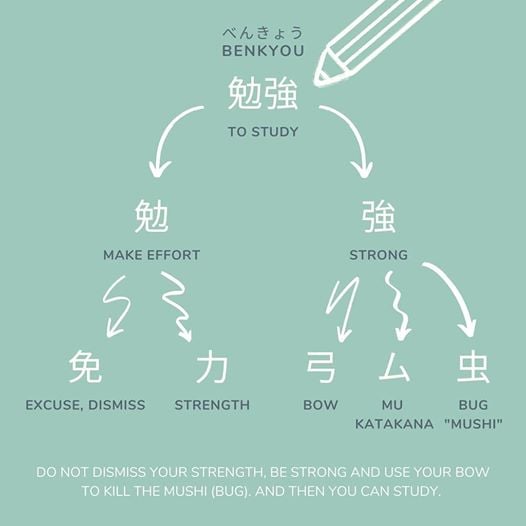 べんきょう
BENKYOU
勉強
TO STUDY
勉 強
MAKE EFFORT STRONG
免 力 弓 ム 虫
EXCUSE, DISMISS STRENGTH BOW MU BUG
KATAKANA "MUSHI"
DO NOT DISMISS YOUR STRENGTH, BE STRONG AND USE YOUR BOW
TO KILL THE MUSHI (BUG). AND THEN YOU CAN STUDY.